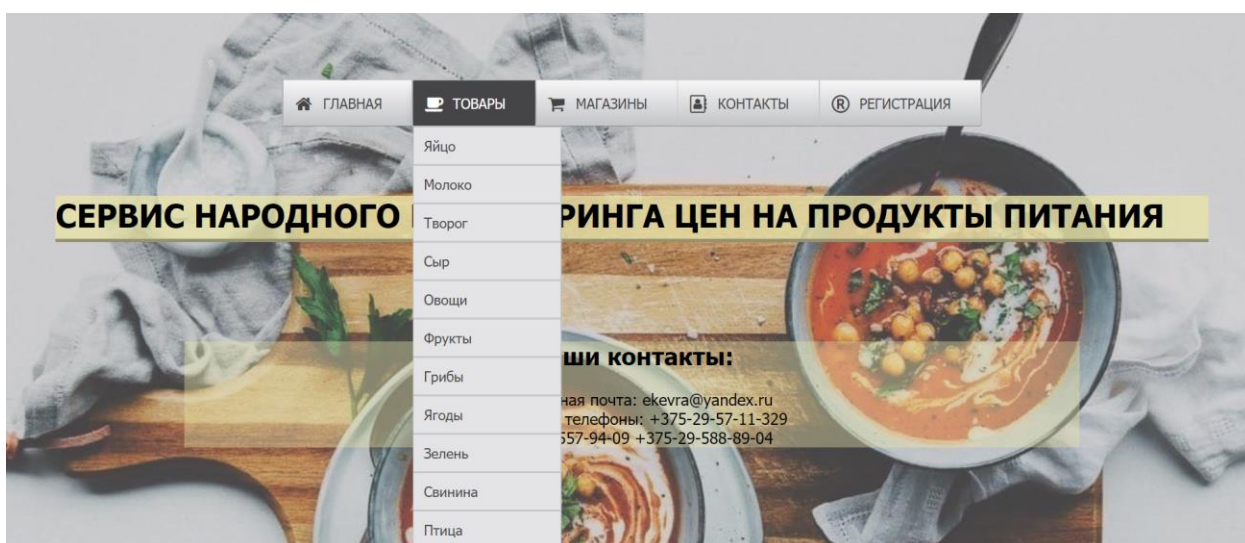 ГЛАВНАЯ ТОВАРЫ МАГАЗИНЫ КОНТАКТЫ РЕГИСТРАЦИЯ
Яйцо
Молоко
СЕРВИС НАРОДНОГО РИНГА ЦЕН НА ПРОДУКТЫ ПИТАНИЯ
Творог
Сыр
Овощи
Фрукты
ши контакты:
Грибы
ная почта: ekevra@yandex.ru
Ягоды
телефоны: +375-29-57-11-329
557-94-09 +375-29-588-89-04
Зелень
Свинина
Птица